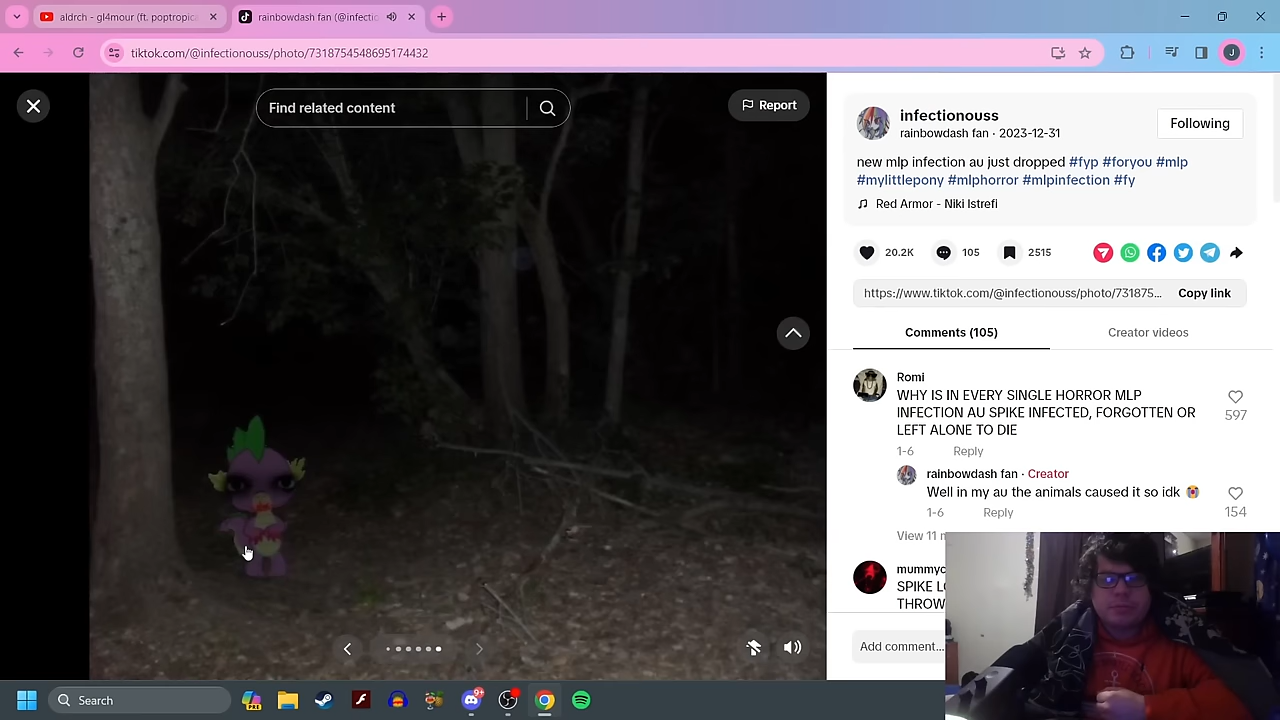 aldrch - gl4mour (ft. poptropic
rainbowdash fan (@infectio
tiktok.com/@infectionouss/photo/7318754548695174432
J
Find related content
Report
infectionouss
rainbowdash fan · 2023-12-31
Following
new mlp infection au just dropped #fyp #foryou #mlp
#mylittlepony #mlphorror #mlpinfection #fy
Red Armor - Niki Istrefi
20.2K
105
2515
https://www.tiktok.com/@infectionouss/photo/731875...
Copy link
Comments (105)
Creator videos
Romi
WHY IS IN EVERY SINGLE HORROR MLP
INFECTION AU SPIKE INFECTED, FORGOTTEN OR
LEFT ALONE TO DIE
597
1-6
Reply
rainbowdash fan · Creator
Well in my au the animals caused it so idk 😭
154
1-6
Reply
View 11
SPIKE
THROW
Add comment...
Search
PRE
9+